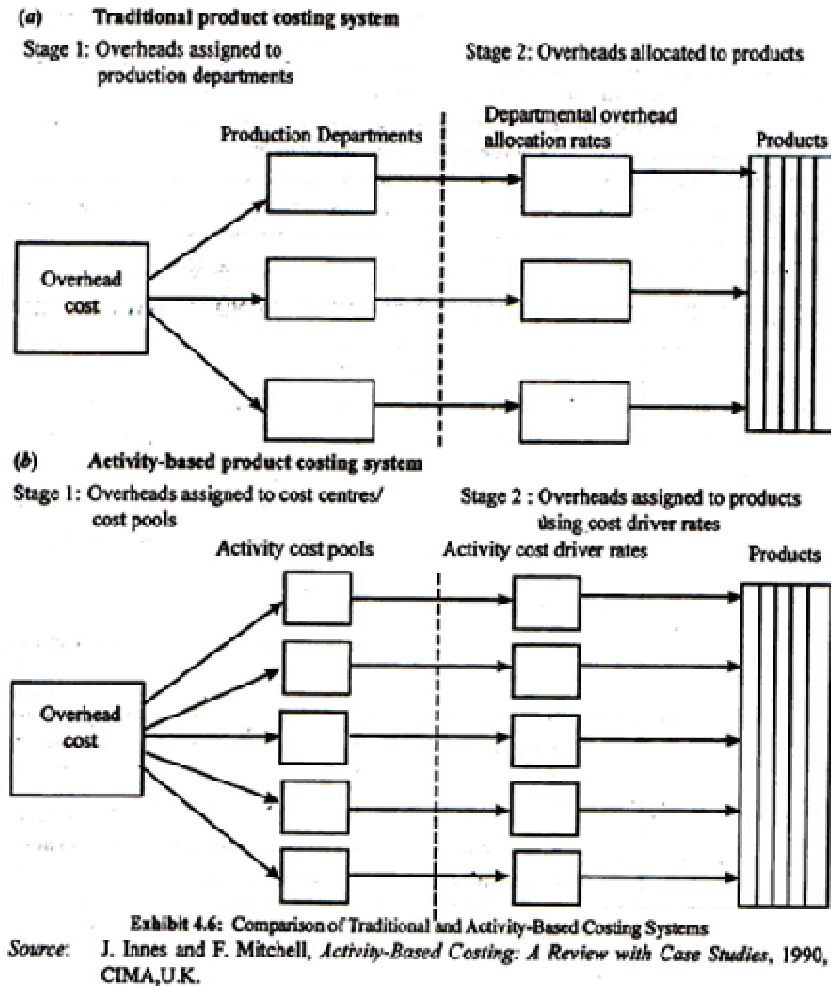 (a) Traditional product costing system
Stage 1: Overheads assigned to
production departments
Stage 2: Overheads allocated to products
Production Departments
Departmental overhead
allocation rates
Products
Overhead
cost
(b) Activity-based product costing system
Stage 1: Overheads assigned to cost centres/
cost pools
Stage 2 : Overheads assigned to products
using cost driver rates
Activity cost pools
Activity cost driver rates
Products
Overhead
cost
Exhibit 4.6: Comparison of Traditional and Activity-Based Costing Systems
Source: J. Innes and F. Mitchell, Activity-Based Costing: A Review with Case Studies, 1990,
CIMA,U.K.